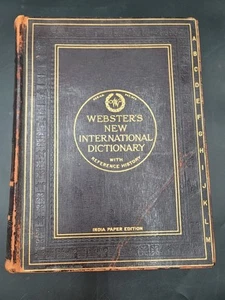 WEBSTER'S
NEW
INTERNATIONAL
DICTIONARY
WITH
REFERENCE HISTORY
INDIA PAPER EDITION
A
B
C
D
E
G H
I J
K
L
M